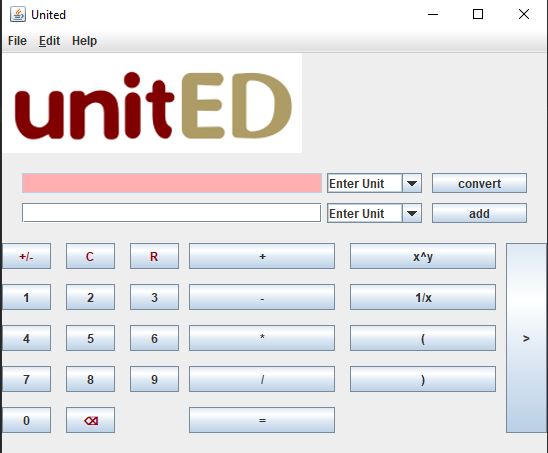 United
File Edit Help
unitED
Enter Unit convert
Enter Unit add
+/- C R + x^y
1 2 3 - 1/x
4 5 6 * (
7 8 9 / )
>
0 ⌫ =